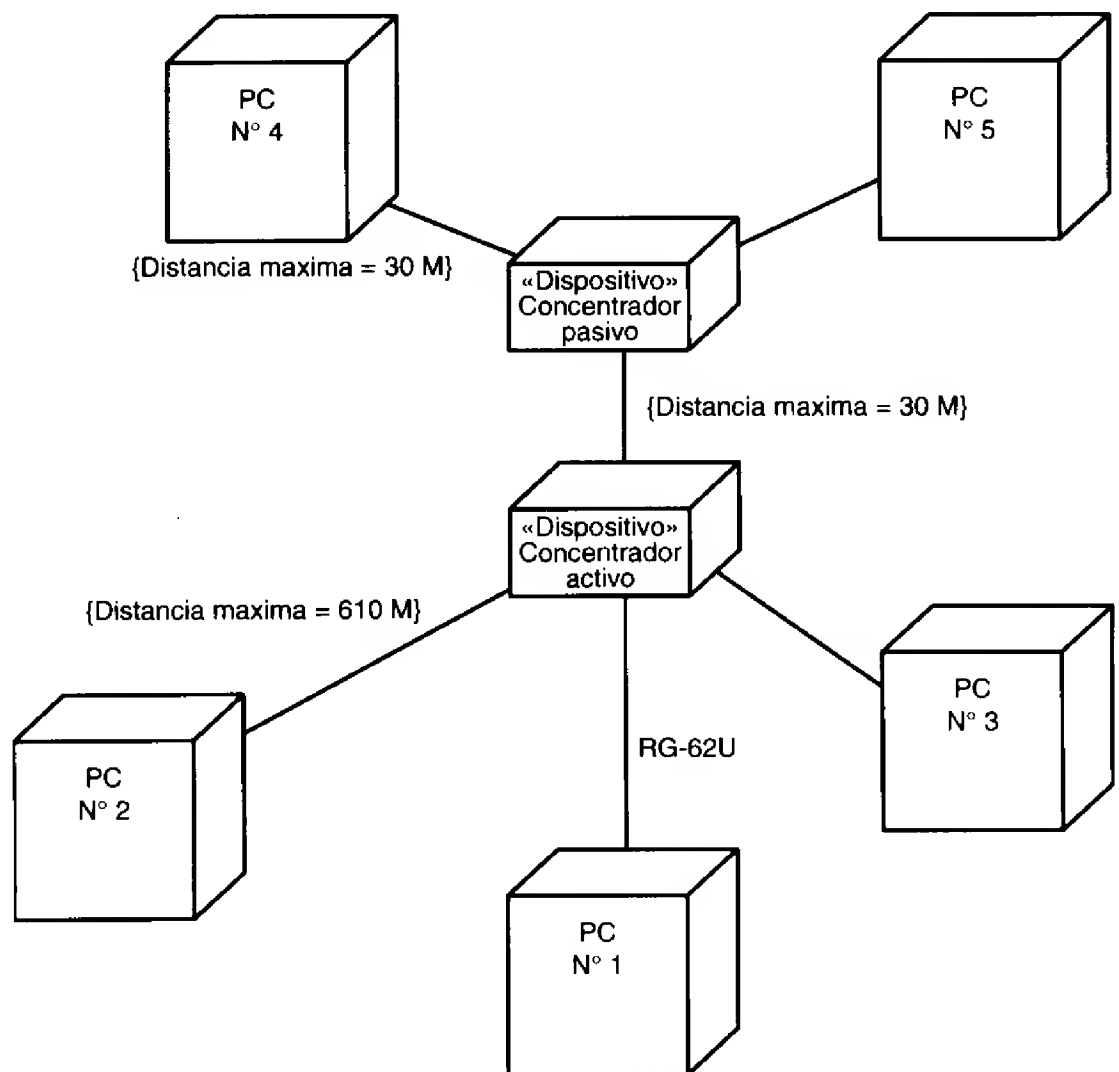 PC
N° 4
PC
N° 5
{Distancia maxima = 30 M}
«Dispositivo»
Concentrador
pasivo
{Distancia maxima = 30 M}
«Dispositivo»
Concentrador
activo
{Distancia maxima = 610 M}
PC
N° 3
RG-62U
PC
N° 2
PC
N° 1